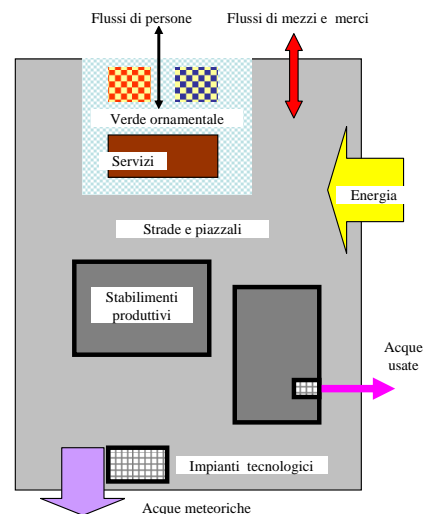 Flussi di persone
Flussi di mezzi e merci
Verde ornamentale
Servizi
Energia
Strade e piazzali
Stabilimenti
produttivi
Acque
usate
Impianti tecnologici
Acque meteoriche